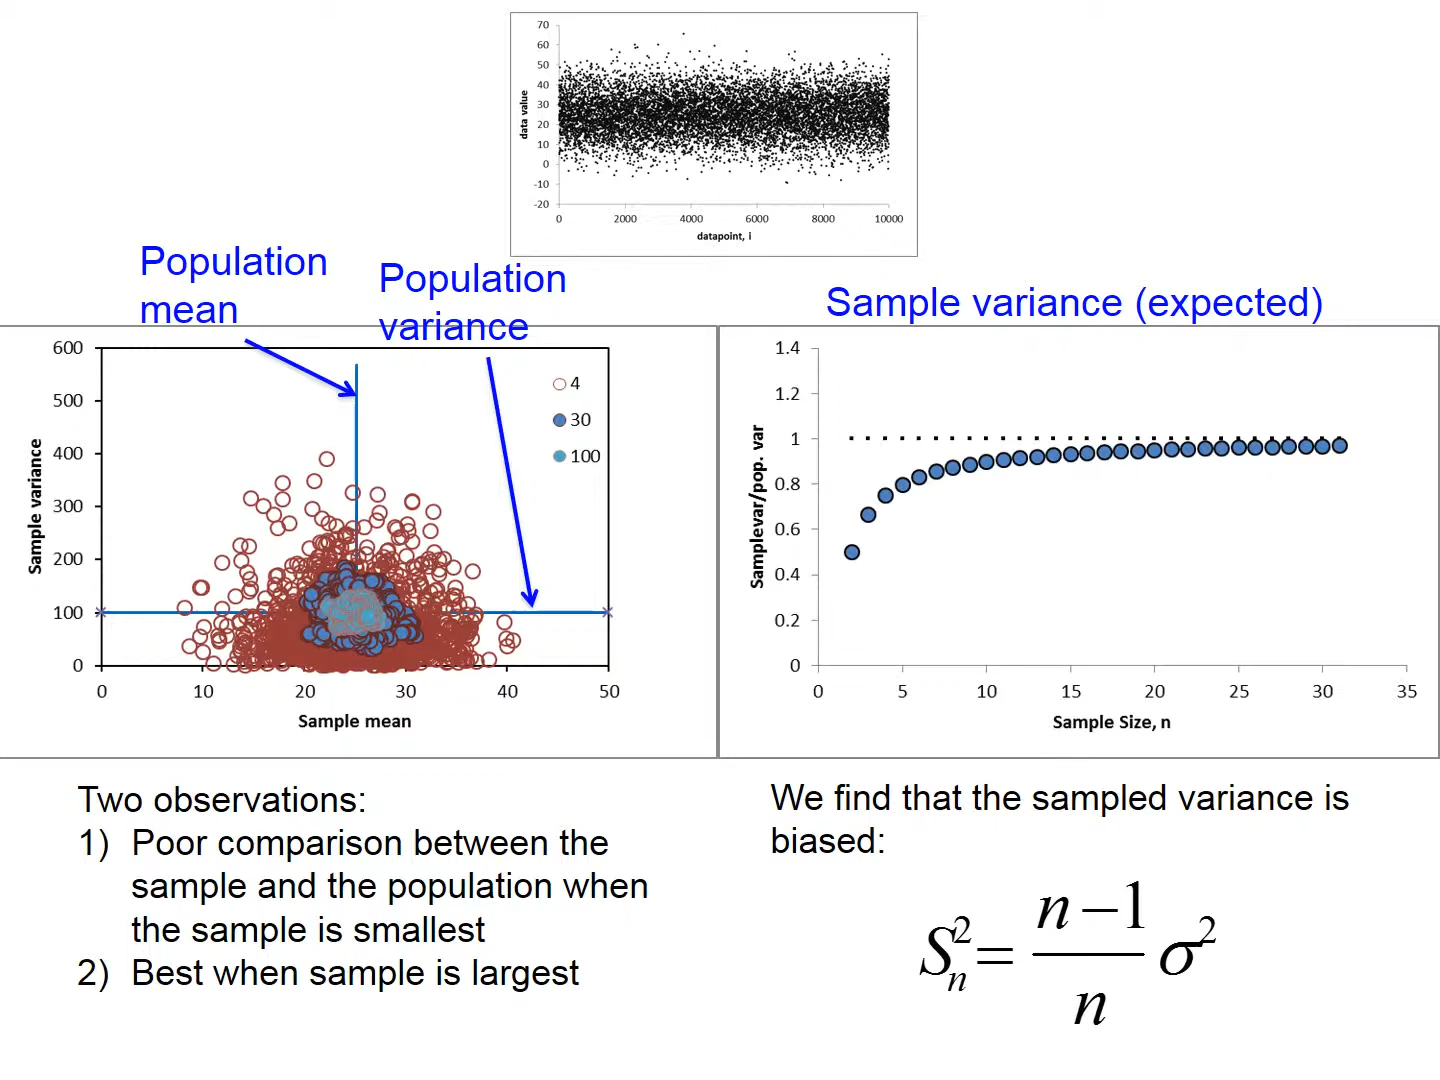 70
60
50
40
30
20
10
0
-10
-20
data value
0 2000 4000 6000 8000 10000
datapoint, i
Population
mean
Population
variance
Sample variance (expected)
600
500
400
300
200
100
0
Sample variance
4
30
100
0 10 20 30 40 50
Sample mean
1.4
1.2
1
0.8
0.6
0.4
0.2
0
Samplevar/pop. var
0 5 10 15 20 25 30 35
Sample Size, n
Two observations:
1) Poor comparison between the
sample and the population when
the sample is smallest
2) Best when sample is largest
We find that the sampled variance is
biased:
S²ₙ = (n−1)/n σ²